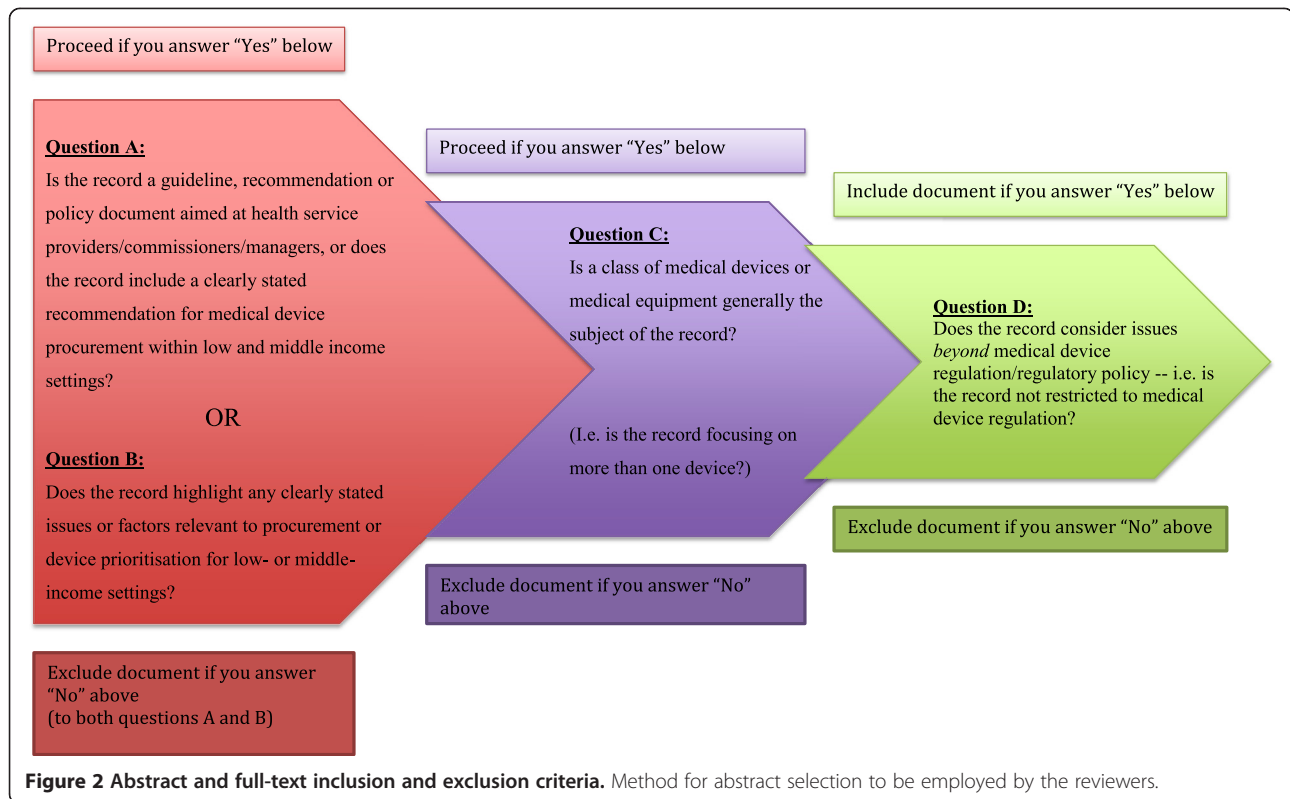 Proceed if you answer “Yes” below
Question A:
Is the record a guideline, recommendation or
policy document aimed at health service
providers/commissioners/managers, or does
the record include a clearly stated
recommendation for medical device
procurement within low and middle income
settings?
OR
Question B:
Does the record highlight any clearly stated
issues or factors relevant to procurement or
device prioritisation for low- or middle-
income settings?
Exclude document if you answer
“No” above
(to both questions A and B)
Proceed if you answer “Yes” below
Question C:
Is a class of medical devices or
medical equipment generally the
subject of the record?
(I.e. is the record focusing on
more than one device?)
Exclude document if you answer “No”
above
Include document if you answer “Yes” below
Question D:
Does the record consider issues
beyond medical device
regulation/regulatory policy -- i.e. is
the record not restricted to medical
device regulation?
Exclude document if you answer “No” above
Figure 2 Abstract and full-text inclusion and exclusion criteria. Method for abstract selection to be employed by the reviewers.